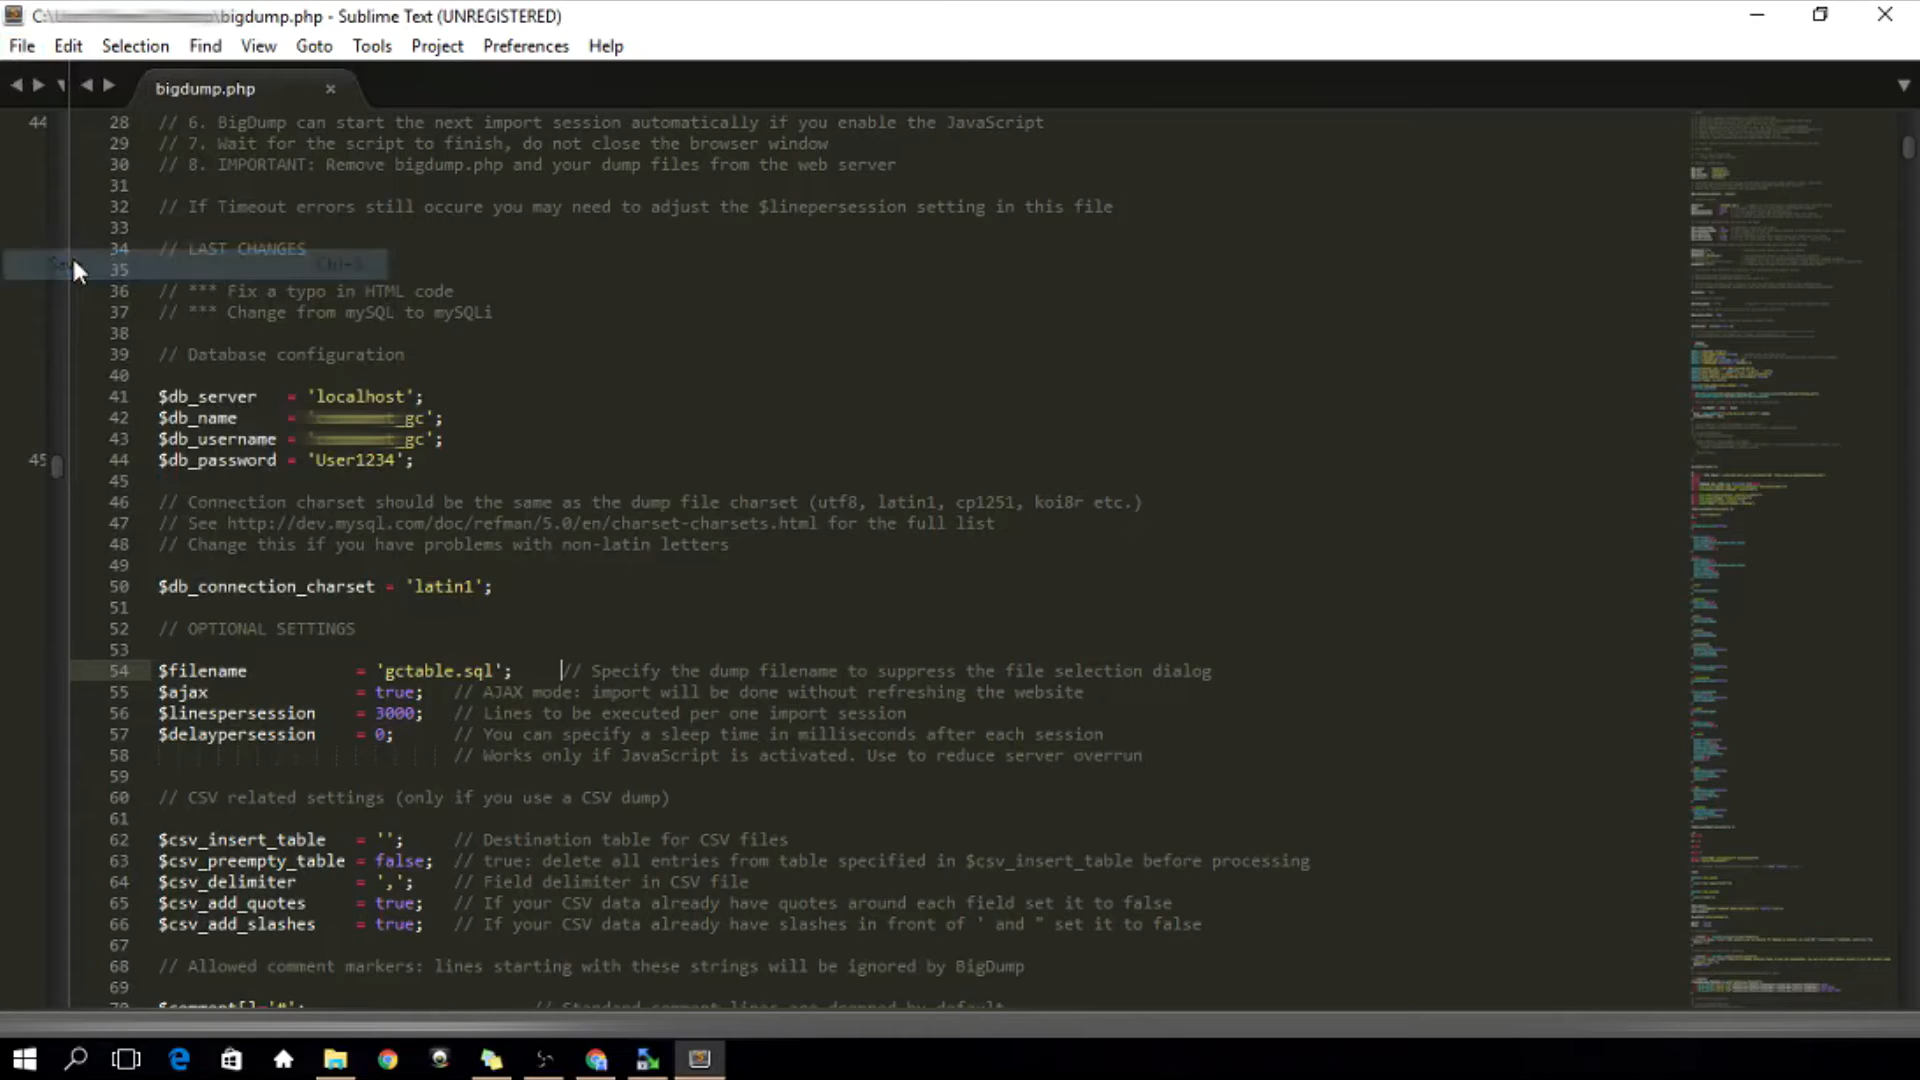 C:\ \bigdump.php - Sublime Text (UNREGISTERED)
File Edit Selection Find View Goto Tools Project Preferences Help
bigdump.php
44
45
28 // 6. BigDump can start the next import session automatically if you enable the JavaScript
29 // 7. Wait for the script to finish, do not close the browser window
30 // 8. IMPORTANT: Remove bigdump.php and your dump files from the web server
31
32 // If Timeout errors still occure you may need to adjust the $linepersession setting in this file
33
34 // LAST CHANGES
Ctrl+S
35
36 // *** Fix a typo in HTML code
37 // *** Change from mySQL to mySQLi
38
39 // Database configuration
40
41 $db_server = 'localhost';
42 $db_name = ' _gc';
43 $db_username = ' _gc';
44 $db_password = 'User1234';
45
46 // Connection charset should be the same as the dump file charset (utf8, latin1, cp1251, koi8r etc.)
47 // See http://dev.mysql.com/doc/refman/5.0/en/charset-charsets.html for the full list
48 // Change this if you have problems with non-latin letters
49
50 $db_connection_charset = 'latin1';
51
52 // OPTIONAL SETTINGS
53
54 $filename = 'gctable.sql'; // Specify the dump filename to suppress the file selection dialog
55 $ajax = true; // AJAX mode: import will be done without refreshing the website
56 $linespersession = 3000; // Lines to be executed per one import session
57 $delaypersession = 0; // You can specify a sleep time in milliseconds after each session
58 // Works only if JavaScript is activated. Use to reduce server overrun
59
60 // CSV related settings (only if you use a CSV dump)
61
62 $csv_insert_table = ''; // Destination table for CSV files
63 $csv_preempty_table = false; // true: delete all entries from table specified in $csv_insert_table before processing
64 $csv_delimiter = ','; // Field delimiter in CSV file
65 $csv_add_quotes = true; // If your CSV data already have quotes around each field set it to false
66 $csv_add_slashes = true; // If your CSV data already have slashes in front of ' and " set it to false
67
68 // Allowed comment markers: lines starting with these strings will be ignored by BigDump
69
70 $comment[]='#'; // Standard comment lines are dropped by default